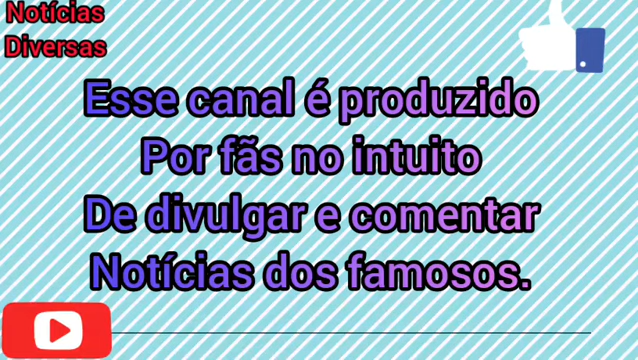 Notícias
Diversas
Esse canal é produzido
Por fãs no intuito
De divulgar e comentar
Notícias dos famosos.